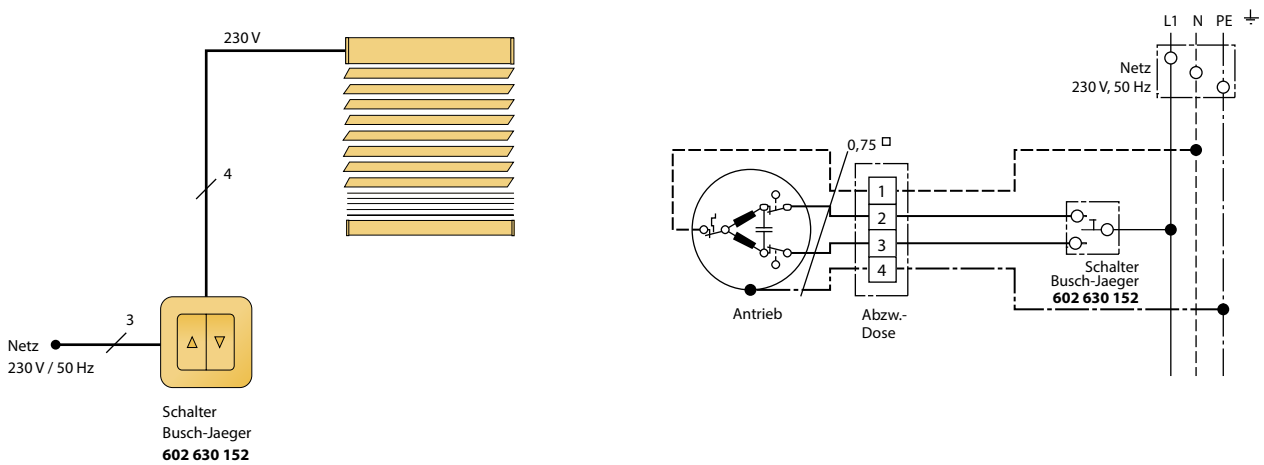 230 V
4
3
Netz
230 V / 50 Hz
Schalter
Busch-Jaeger
602 630 152
L1 N PE
Netz
230 V, 50 Hz
0,75
1
2
3
4
Antrieb
Abzw.-
Dose
Schalter
Busch-Jaeger
602 630 152